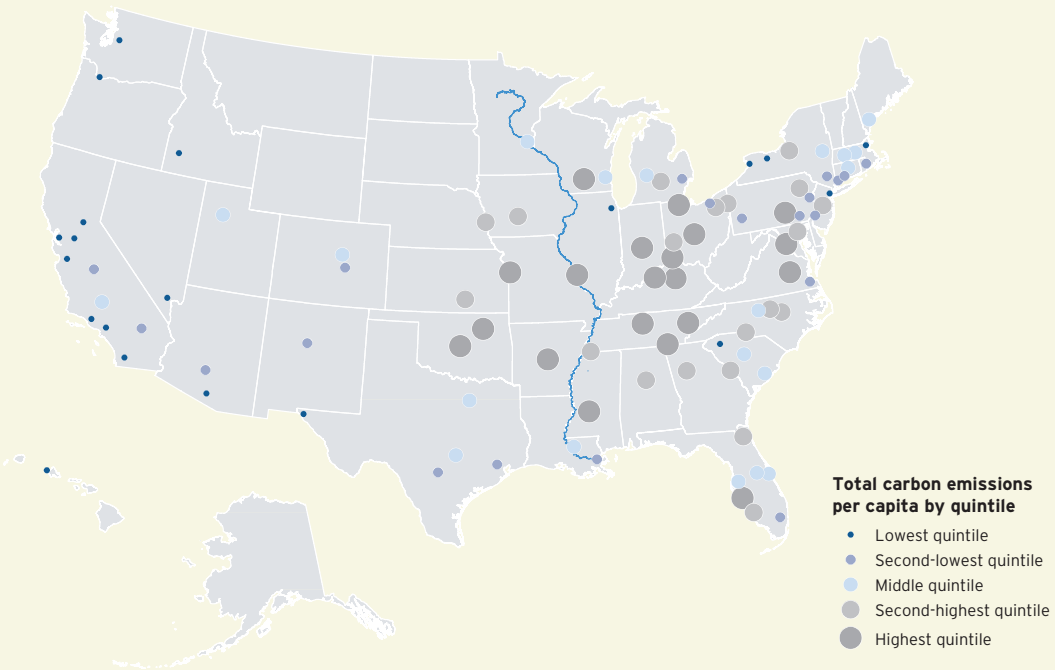 Total carbon emissions
per capita by quintile
Lowest quintile
Second-lowest quintile
Middle quintile
Second-highest quintile
Highest quintile